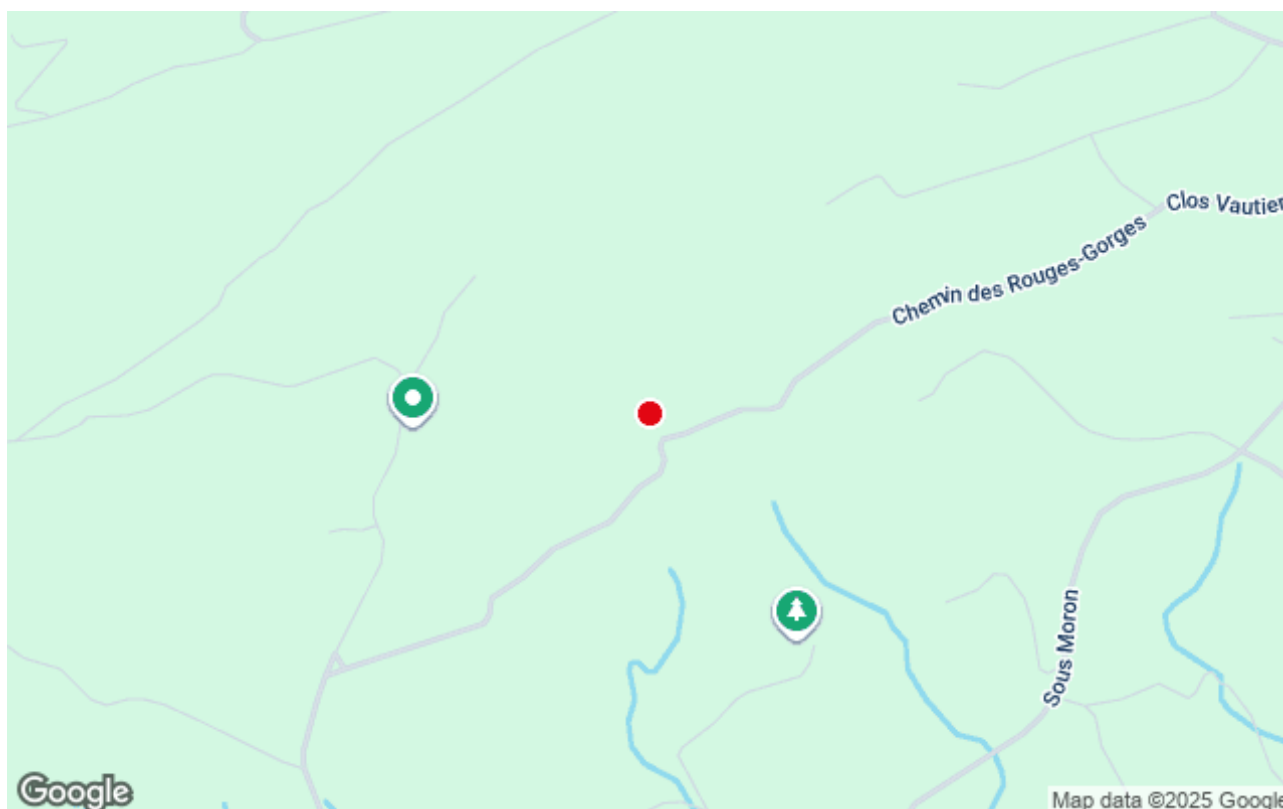 Clos Vautier
Chemin des Rouges-Gorges
Sous Moron
Google
Map data ©2025 Google